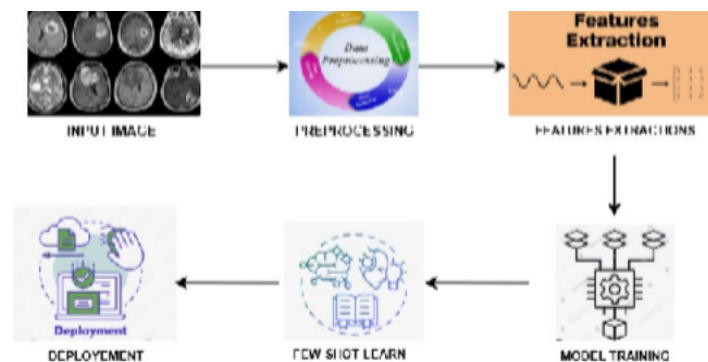 Features
Extraction
Data
Preprocessing
INPUT IMAGE
PREPROCESSING
FEATURES EXTRACTIONS
Deployment
DEPLOYEMENT
FEW SHOT LEARN
MODEL TRAINING